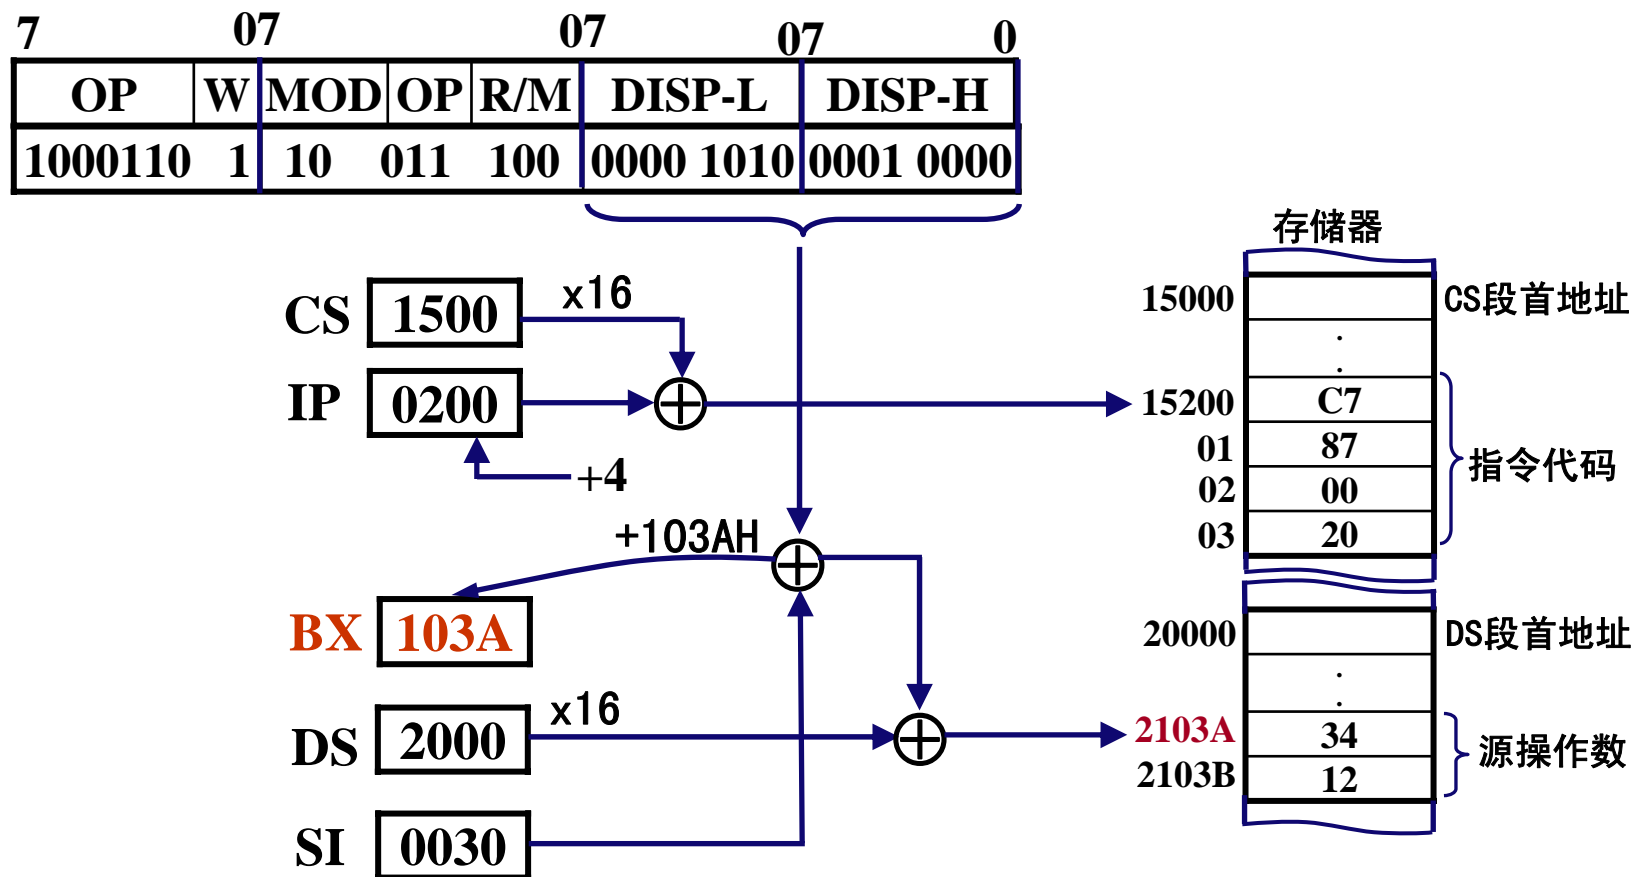 7 07 07 07 0
OP W MOD OP R/M DISP-L DISP-H
1000110 1 10 011 100 0000 1010 0001 0000
存储器
CS 1500 x16
15000 CS段首地址
.
.
IP 0200
15200 C7
01 87
02 00
03 20
指令代码
+4
+103AH
BX 103A
20000 DS段首地址
.
.
DS 2000 x16
2103A 34
2103B 12
源操作数
SI 0030